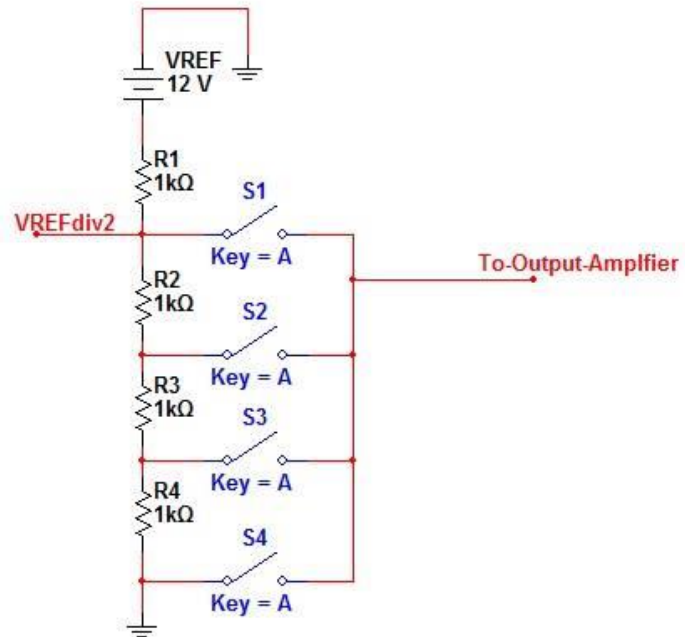 VREF
12 V
R1
1kΩ
S1
VREFdiv2
Key = A
To-Output-Amplfier
R2
1kΩ
S2
Key = A
R3
1kΩ
S3
Key = A
R4
1kΩ
S4
Key = A